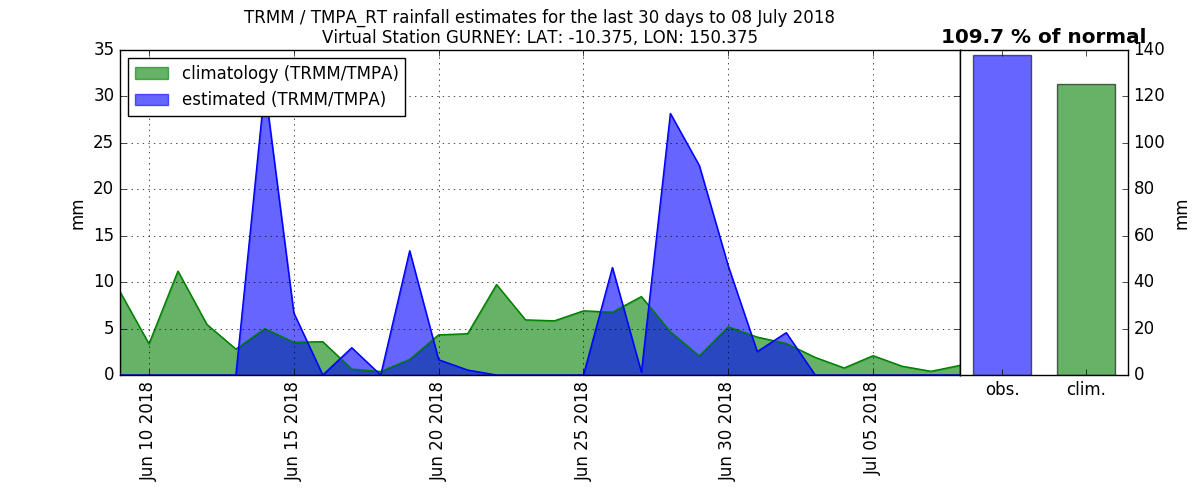 TRMM / TMPA_RT rainfall estimates for the last 30 days to 08 July 2018
Virtual Station GURNEY: LAT: -10.375, LON: 150.375
109.7 % of normal
climatology (TRMM/TMPA)
estimated (TRMM/TMPA)
35
30
25
20
15
10
5
0
mm
Jun 10 2018
Jun 15 2018
Jun 20 2018
Jun 25 2018
Jun 30 2018
Jul 05 2018
140
120
100
80
60
40
20
0
mm
obs.
clim.